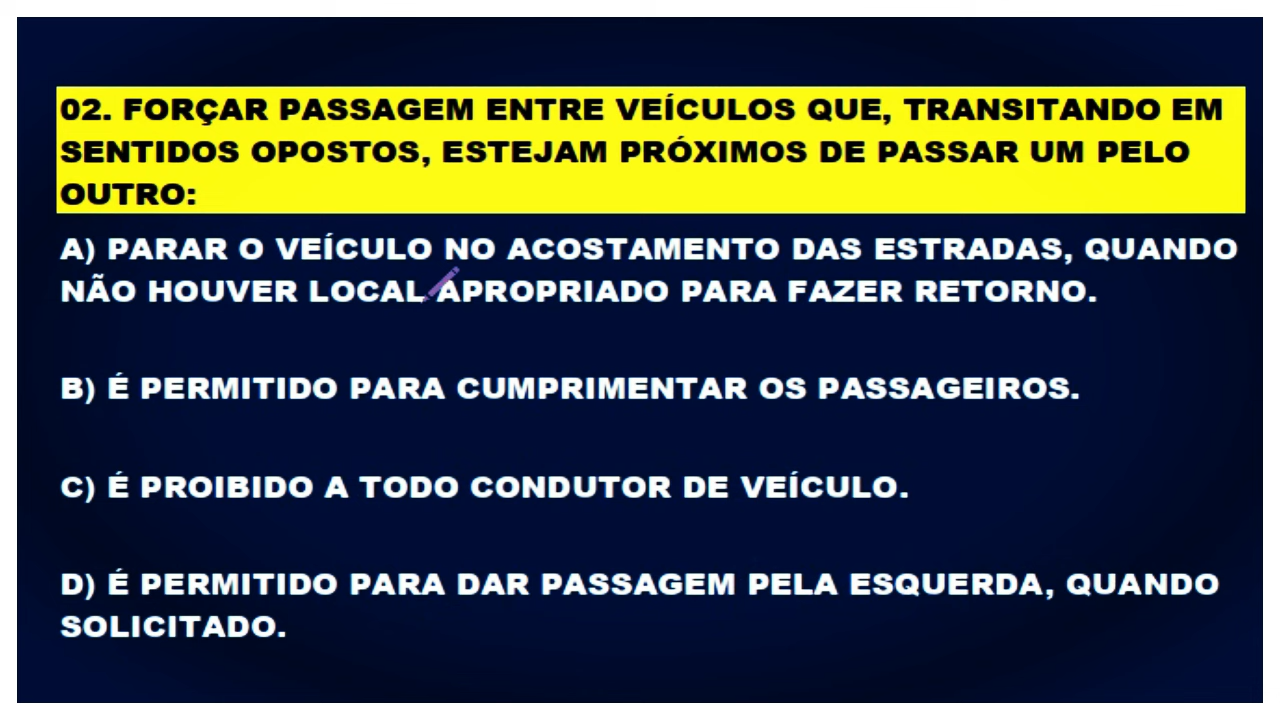 02. FORÇAR PASSAGEM ENTRE VEÍCULOS QUE, TRANSITANDO EM
SENTIDOS OPOSTOS, ESTEJAM PRÓXIMOS DE PASSAR UM PELO
OUTRO:
A) PARAR O VEÍCULO NO ACOSTAMENTO DAS ESTRADAS, QUANDO
NÃO HOUVER LOCAL APROPRIADO PARA FAZER RETORNO.
B) É PERMITIDO PARA CUMPRIMENTAR OS PASSAGEIROS.
C) É PROIBIDO A TODO CONDUTOR DE VEÍCULO.
D) É PERMITIDO PARA DAR PASSAGEM PELA ESQUERDA, QUANDO
SOLICITADO.